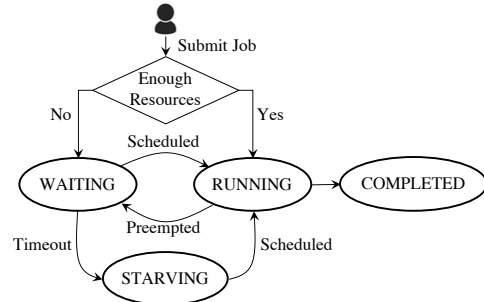 Submit Job
Enough
Resources
No
Yes
Scheduled
WAITING
RUNNING
COMPLETED
Preempted
Timeout
Scheduled
STARVING